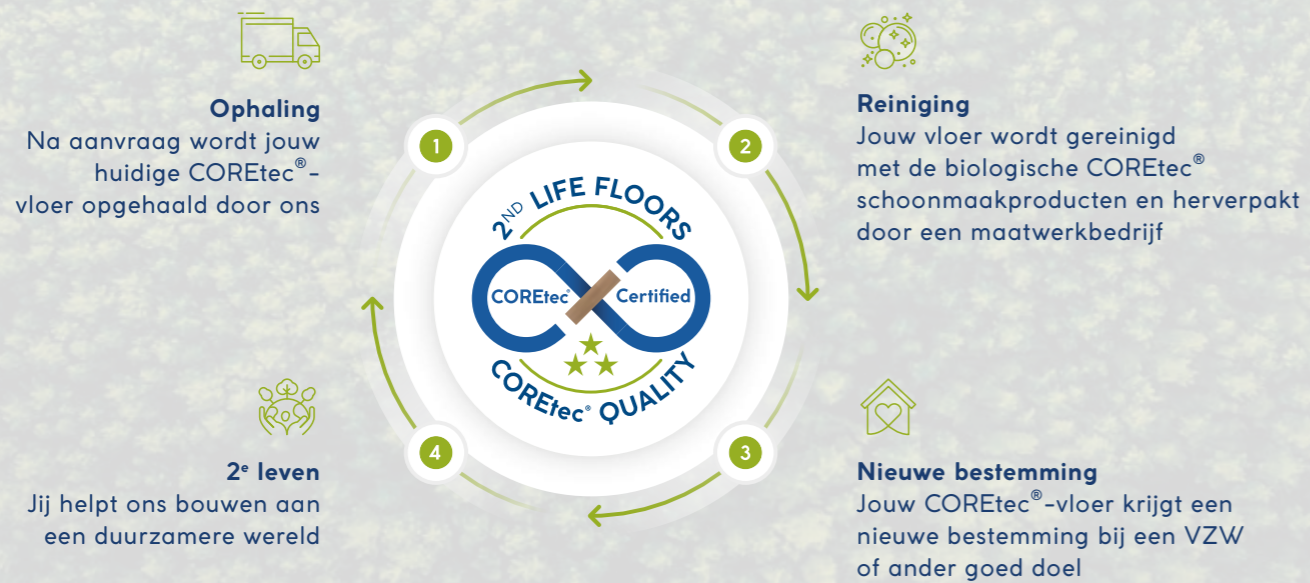 Ophaling
Na aanvraag wordt jouw
huidige COREtec®-
vloer opgehaald door ons
1
2
Reiniging
Jouw vloer wordt gereinigd
met de biologische COREtec®
schoonmaakproducten en herverpakt
door een maatwerkbedrijf
2ND LIFE FLOORS
COREtec® Certified
COREtec® QUALITY
3
Nieuwe bestemming
Jouw COREtec®-vloer krijgt een
nieuwe bestemming bij een VZW
of ander goed doel
4
2e leven
Jij helpt ons bouwen aan
een duurzamere wereld